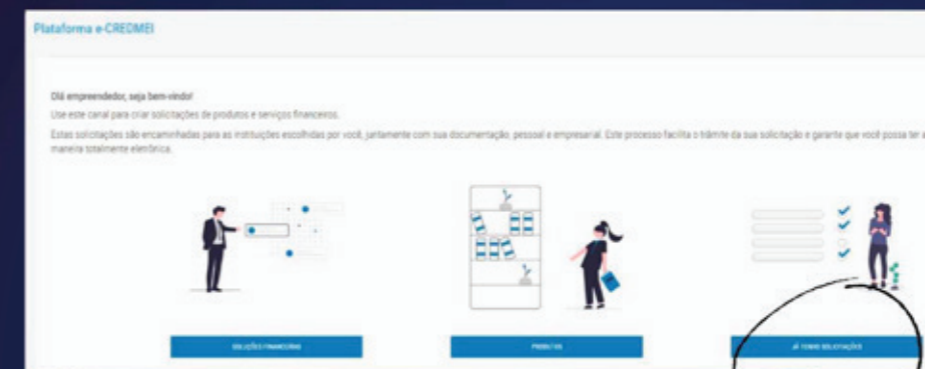 Plataforma e-CREDMEI
Olá empreendedor, seja bem-vindo!
Use este canal para criar solicitações de produtos e serviços financeiros.
Estas solicitações são encaminhadas para as instituições escolhidas por você, juntamente com sua documentação, pessoal e empresarial. Este processo facilita o trâmite da sua solicitação e garante que você possa ter a
maneira totalmente eletrônica.
SOLUÇÕES FINANCEIRAS
PRODUTOS
JÁ TENHO SOLICITAÇÕES